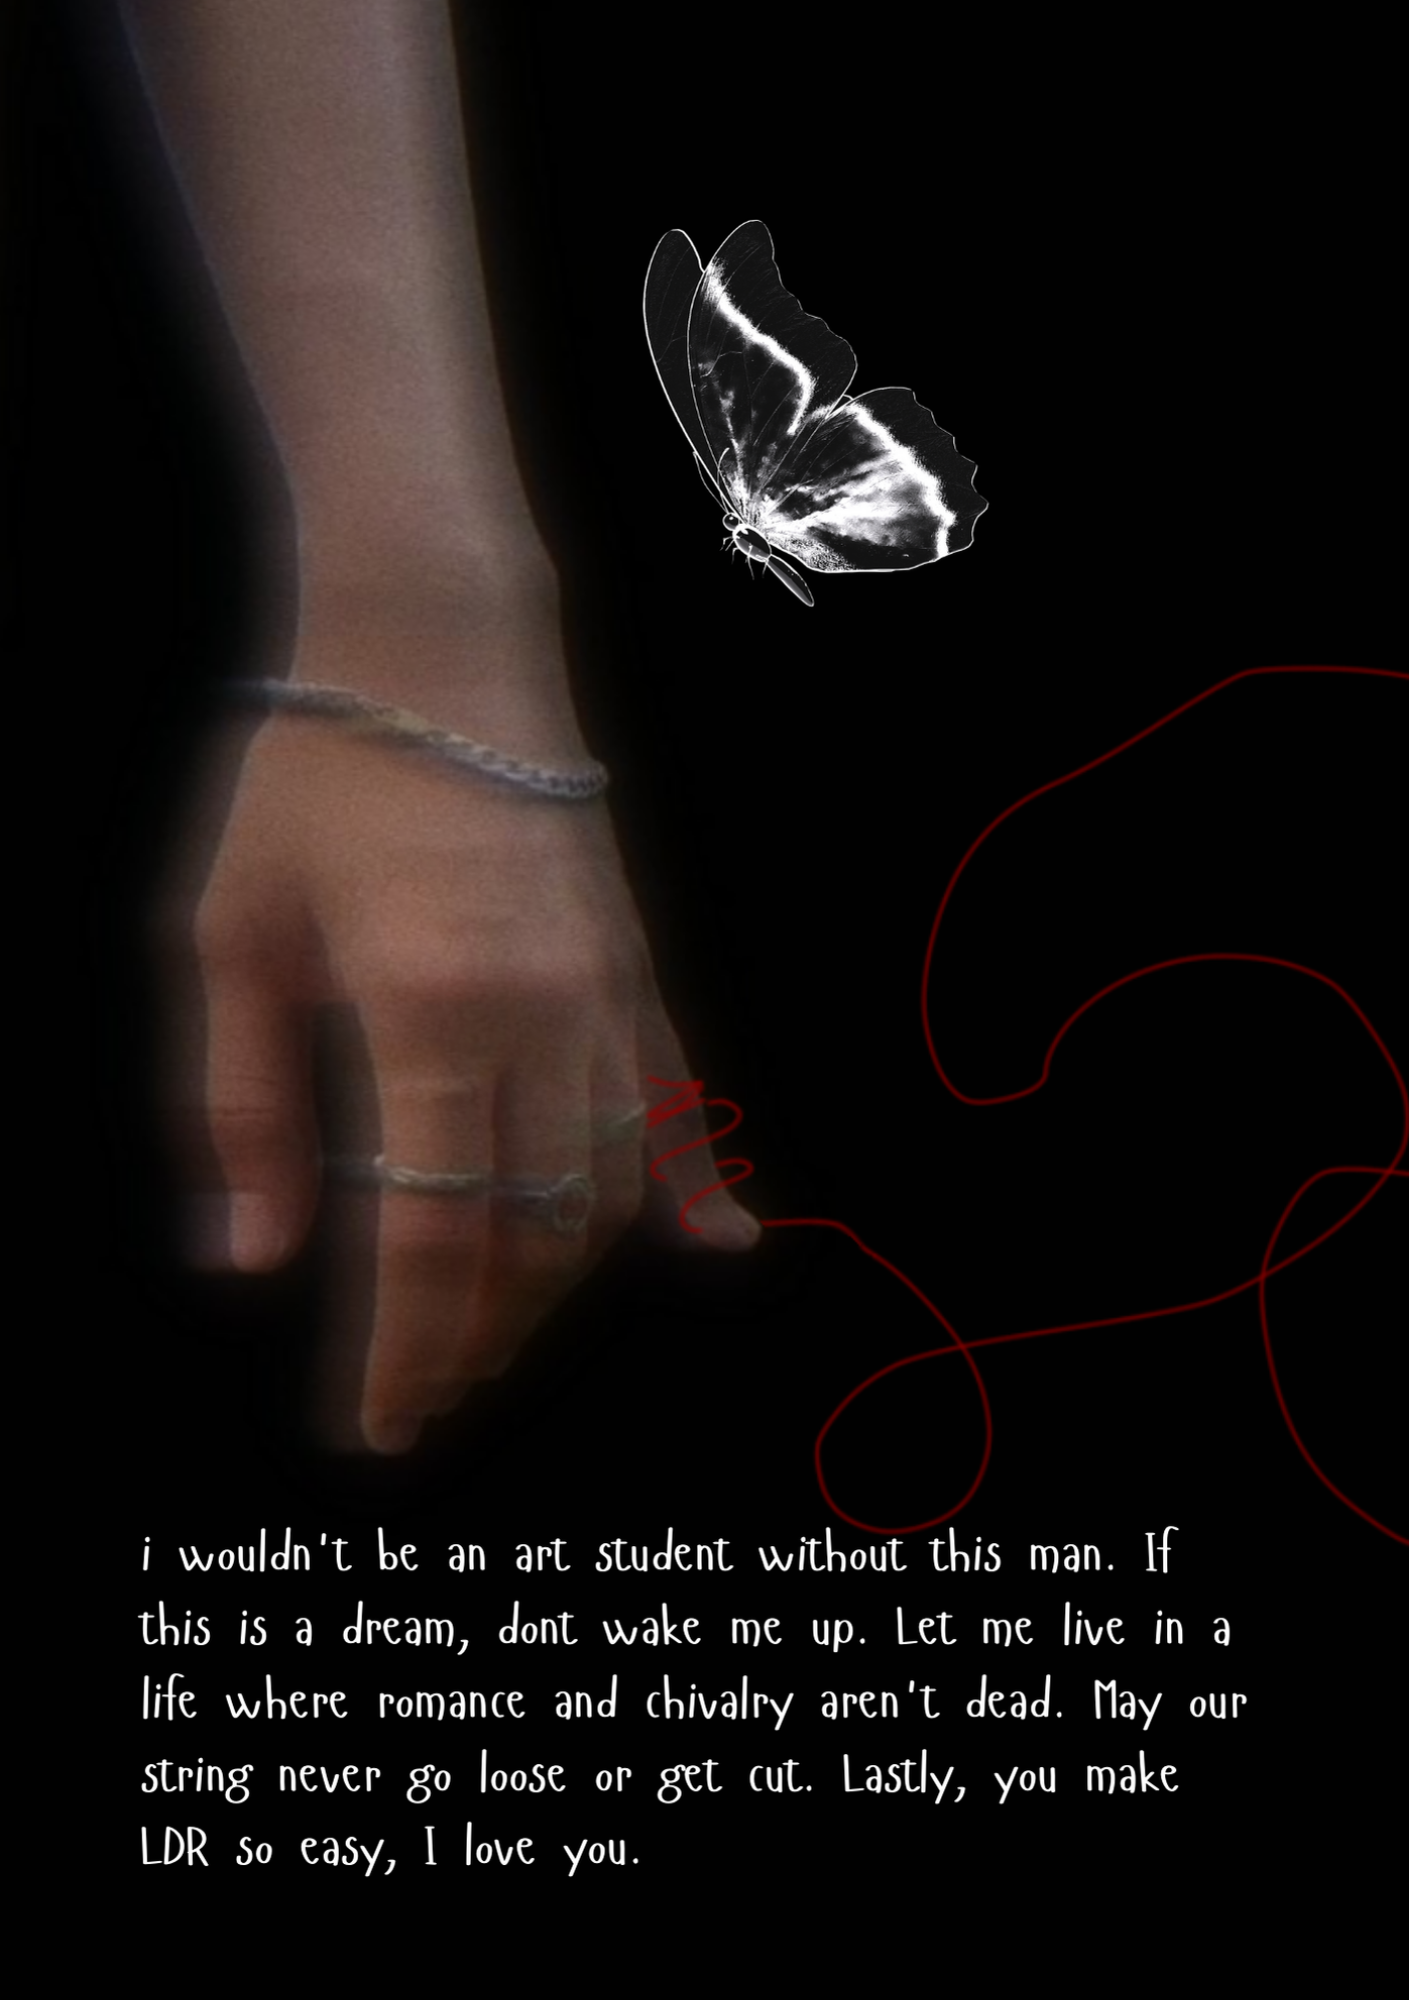 i wouldn't be an art student without this man. If
this is a dream, dont wake me up. Let me live in a
life where romance and chivalry aren't dead. May our
string never go loose or get cut. Lastly, you make
LDR so easy, I love you.